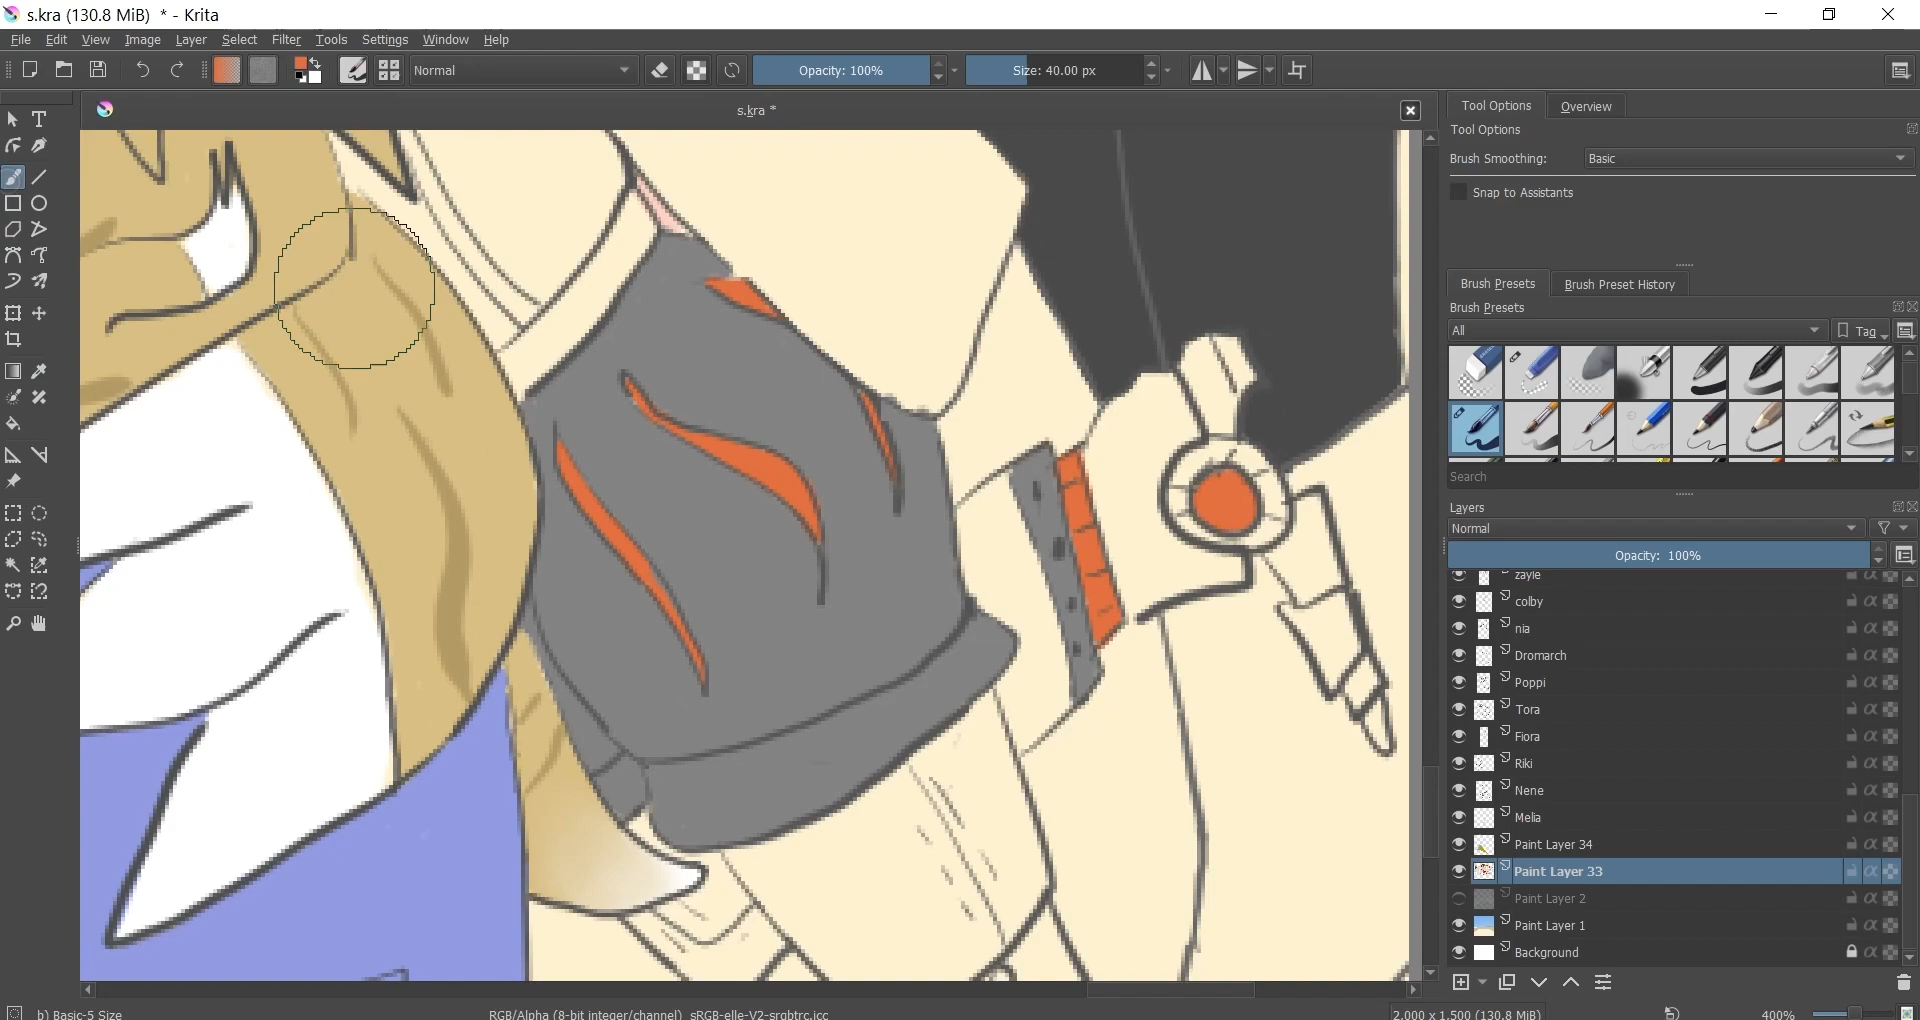 s.kra (130.8 MiB) * - Krita
File Edit View Image Layer Select Filter Tools Settings Window Help
Normal
Opacity: 100%
Size: 40.00 px
s.kra *
Tool Options Overview
Tool Options
Brush Smoothing: Basic
Snap to Assistants
Brush Presets Brush Preset History
Brush Presets
All Tag
Search
Layers
Normal
Opacity: 100%
zayle
colby
nia
Dromarch
Poppi
Tora
Fiora
Riki
Nene
Melia
Paint Layer 34
Paint Layer 33
Paint Layer 2
Paint Layer 1
Background
b) Basic-5 Size
RGB/Alpha (8-bit integer/channel) sRGB-elle-V2-srgbtrc.icc
2,000 x 1,500 (130.8 MiB)
400%